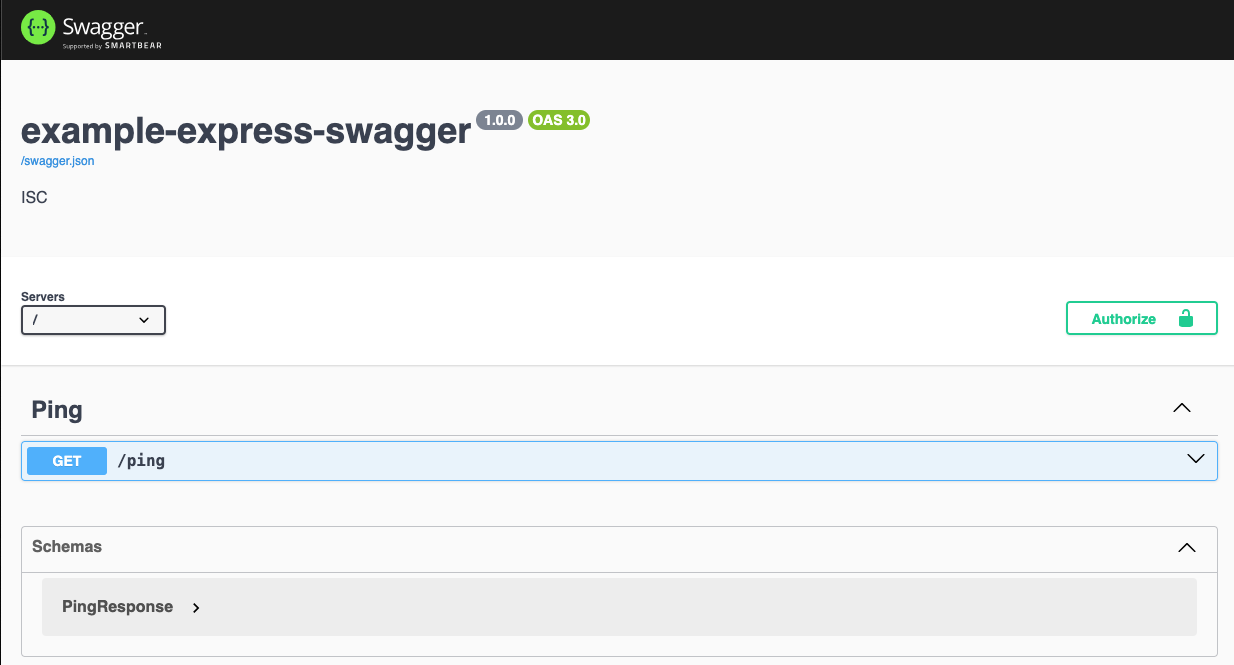 {···} Swagger
Supported by SMARTBEAR
example-express-swagger 1.0.0 OAS 3.0
/swagger.json
ISC
Servers
/
Authorize
Ping
GET /ping
Schemas
PingResponse